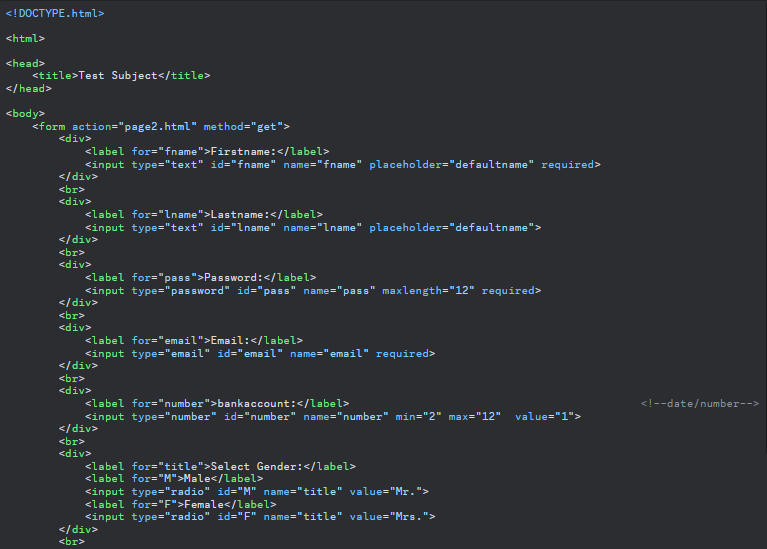 <!DOCTYPE.html>
<html>
<head>
<title>Test Subject</title>
</head>
<body>
<form action="page2.html" method="get">
<div>
<label for="fname">Firstname:</label>
<input type="text" id="fname" name="fname" placeholder="defaultname" required>
</div>
<br>
<div>
<label for="lname">Lastname:</label>
<input type="text" id="lname" name="lname" placeholder="defaultname">
</div>
<br>
<div>
<label for="pass">Password:</label>
<input type="password" id="pass" name="pass" maxlength="12" required>
</div>
<br>
<div>
<label for="email">Email:</label>
<input type="email" id="email" name="email" required>
</div>
<br>
<div>
<label for="number">bankaccount:</label> <!--date/number-->
<input type="number" id="number" name="number" min="2" max="12"  value="1">
</div>
<br>
<div>
<label for="title">Select Gender:</label>
<label for="M">Male</label>
<input type="radio" id="M" name="title" value="Mr.">
<label for="F">Female</label>
<input type="radio" id="F" name="title" value="Mrs.">
</div>
<br>